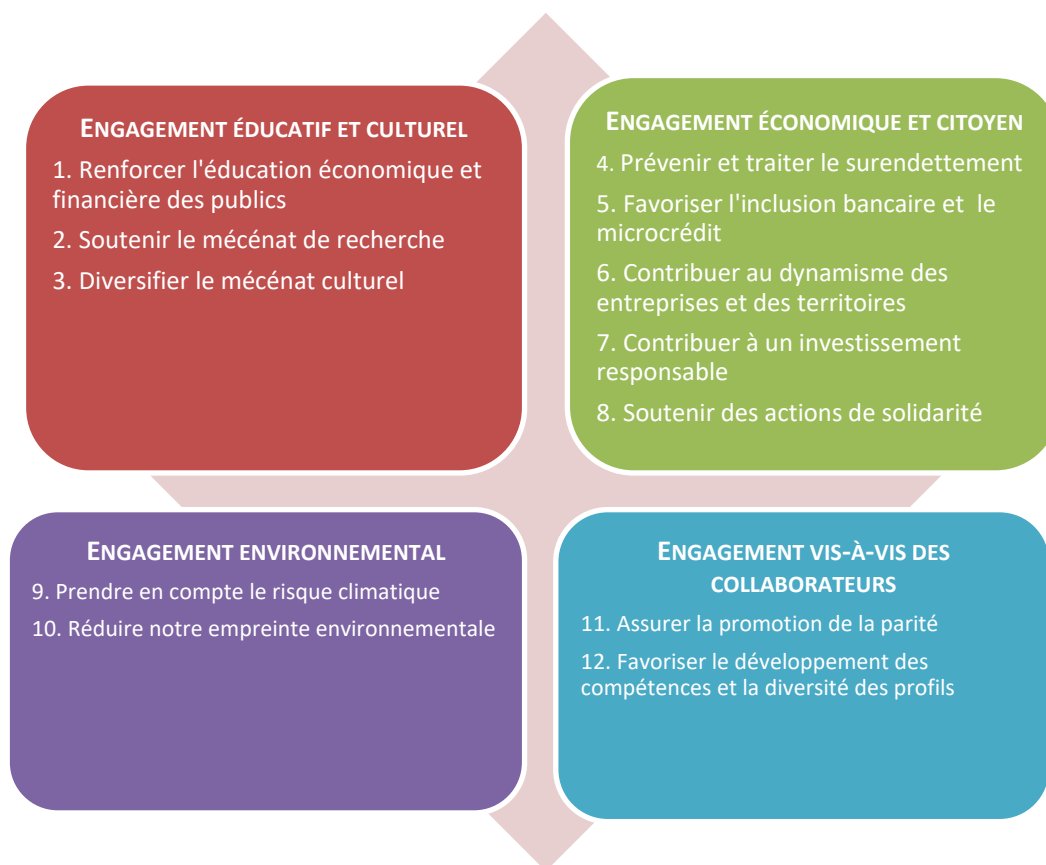 ENGAGEMENT ÉDUCATIF ET CULTUREL
1. Renforcer l'éducation économique et
financière des publics
2. Soutenir le mécénat de recherche
3. Diversifier le mécénat culturel
ENGAGEMENT ÉCONOMIQUE ET CITOYEN
4. Prévenir et traiter le surendettement
5. Favoriser l'inclusion bancaire et le
microcrédit
6. Contribuer au dynamisme des
entreprises et des territoires
7. Contribuer à un investissement
responsable
8. Soutenir des actions de solidarité
ENGAGEMENT ENVIRONNEMENTAL
9. Prendre en compte le risque climatique
10. Réduire notre empreinte environnementale
ENGAGEMENT VIS-À-VIS DES
COLLABORATEURS
11. Assurer la promotion de la parité
12. Favoriser le développement des
compétences et la diversité des profils